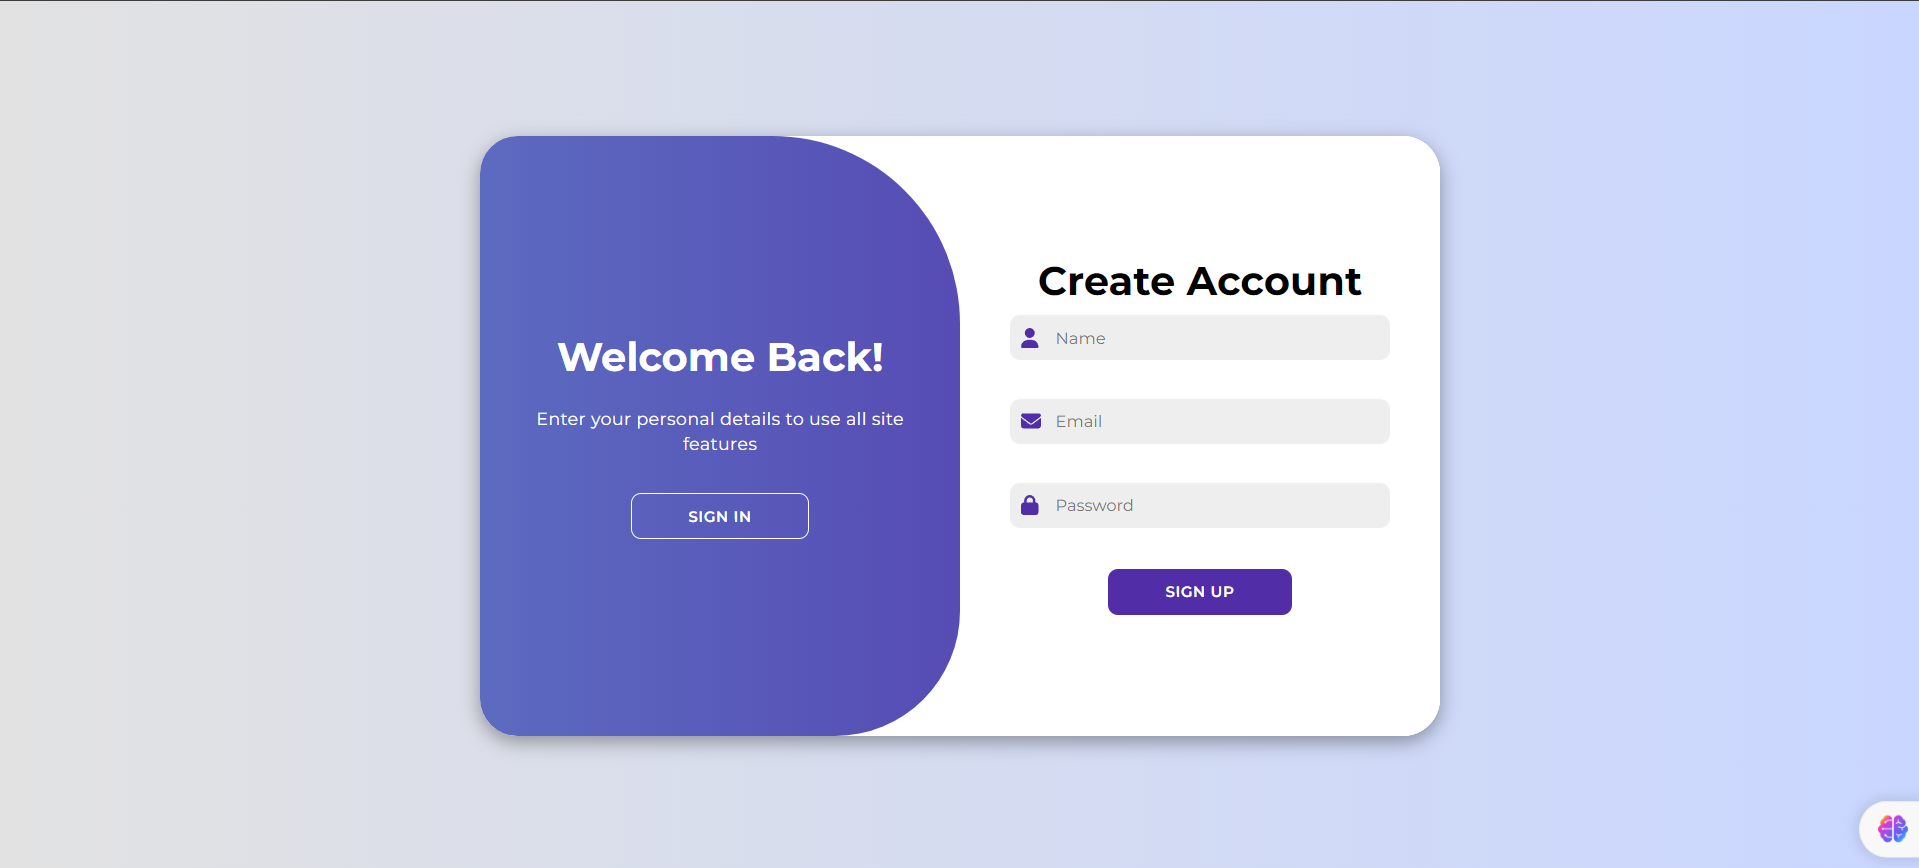 Welcome Back!
Enter your personal details to use all site
features
SIGN IN
Create Account
Name
Email
Password
SIGN UP